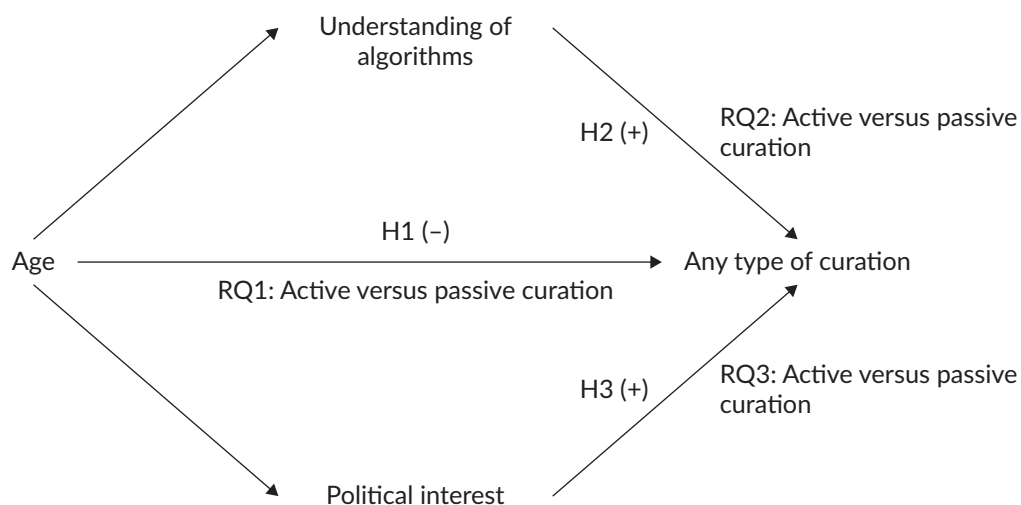 Understanding of
algorithms
H2 (+)
RQ2: Active versus passive
curation
H1 (–)
Age
Any type of curation
RQ1: Active versus passive curation
H3 (+)
RQ3: Active versus passive
curation
Political interest